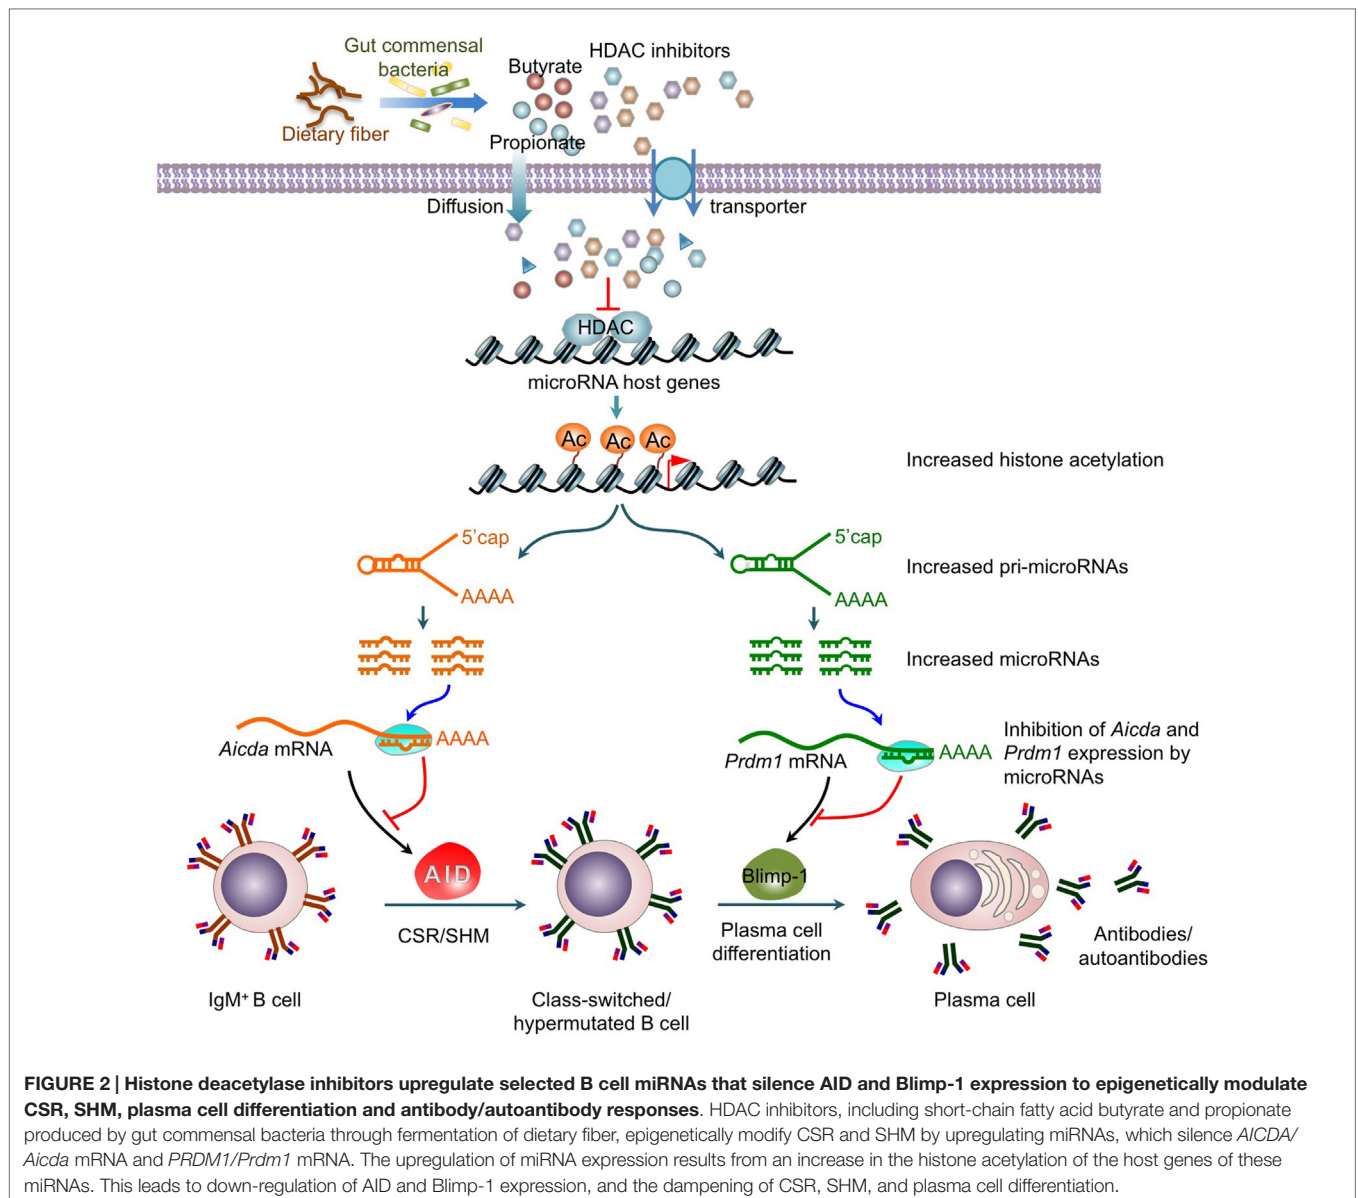 Gut commensal
bacteria
Butyrate
HDAC inhibitors
Dietary fiber
Propionate
Diffusion
transporter
HDAC
microRNA host genes
Ac
Ac
Ac
Increased histone acetylation
5'cap
5'cap
Increased pri-microRNAs
AAAA
AAAA
Increased microRNAs
Aicda mRNA
AAAA
Prdm1 mRNA
AAAA
Inhibition of Aicda and
Prdm1 expression by
microRNAs
AID
Blimp-1
CSR/SHM
Plasma cell
differentiation
Antibodies/
autoantibodies
IgM⁺ B cell
Class-switched/
hypermutated B cell
Plasma cell
FIGURE 2 | Histone deacetylase inhibitors upregulate selected B cell miRNAs that silence AID and Blimp-1 expression to epigenetically modulate
CSR, SHM, plasma cell differentiation and antibody/autoantibody responses. HDAC inhibitors, including short-chain fatty acid butyrate and propionate
produced by gut commensal bacteria through fermentation of dietary fiber, epigenetically modify CSR and SHM by upregulating miRNAs, which silence AICDA/
Aicda mRNA and PRDM1/Prdm1 mRNA. The upregulation of miRNA expression results from an increase in the histone acetylation of the host genes of these
miRNAs. This leads to down-regulation of AID and Blimp-1 expression, and the dampening of CSR, SHM, and plasma cell differentiation.